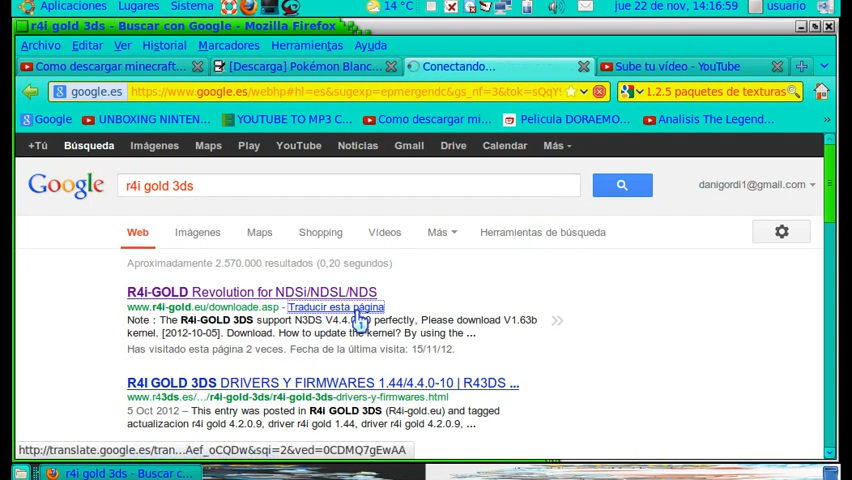 Aplicaciones Lugares Sistema 14 °C jue 22 de nov, 14:16:59 usuario
r4i gold 3ds - Buscar con Google - Mozilla Firefox
Archivo Editar Ver Historial Marcadores Herramientas Ayuda
Como descargar minecraft... [Descarga] Pokémon Blanc... Conectando... Sube tu vídeo - YouTube
google.es https://www.google.es/webhp?hl=es&sugexp=epmergendc&gs_nf=3&tok=sQqY 1.2.5 paquetes de texturas
Google UNBOXING NINTEN... YOUTUBE TO MP3 C... Como descargar mi... Pelicula DORAEMO... Analisis The Legend...
+Tú Búsqueda Imágenes Maps Play YouTube Noticias Gmail Drive Calendar Más
Google r4i gold 3ds danigordi1@gmail.com
Web Imágenes Maps Shopping Vídeos Más Herramientas de búsqueda
Aproximadamente 2.570.000 resultados (0,20 segundos)
R4i-GOLD Revolution for NDSi/NDSL/NDS
www.r4i-gold.eu/downloade.asp - Traducir esta página
Note : The R4i GOLD 3DS support N3DS V4.4.0 perfectly, Please download V1.63b
kernel. [2012-10-05]. Download. How to update the kernel? By using the ...
Has visitado esta página 2 veces. Fecha de la última visita: 15/11/12.
R4I GOLD 3DS DRIVERS Y FIRMWARES 1.44/4.4.0-10 | R43DS ...
www.r43ds.es/.../r4i-gold-3ds/r4i-gold-3ds-drivers-y-firmwares.html
5 Oct 2012 – This entry was posted in R4i GOLD 3DS (R4i-gold.eu) and tagged
actualizacion r4i gold 4.2.0.9, driver r4i gold 1.44, driver r4i gold 4.2.0.9, ...
http://translate.google.es/tran...Aef_oCQDw&sqi=2&ved=0CDMQ7gEwAA
r4i gold 3ds - Buscar c...